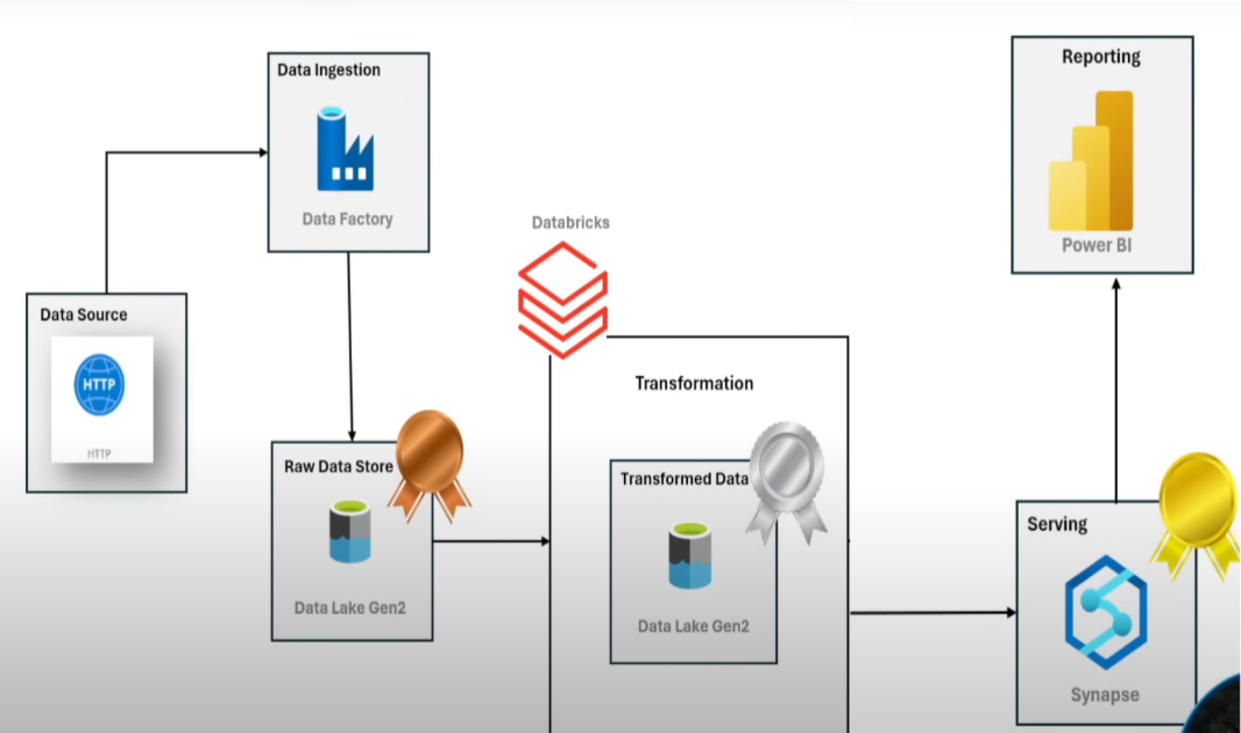 Data Source
HTTP
HTTP
Data Ingestion
Data Factory
Raw Data Store
Data Lake Gen2
Databricks
Transformation
Transformed Data
Data Lake Gen2
Serving
Synapse
Reporting
Power BI